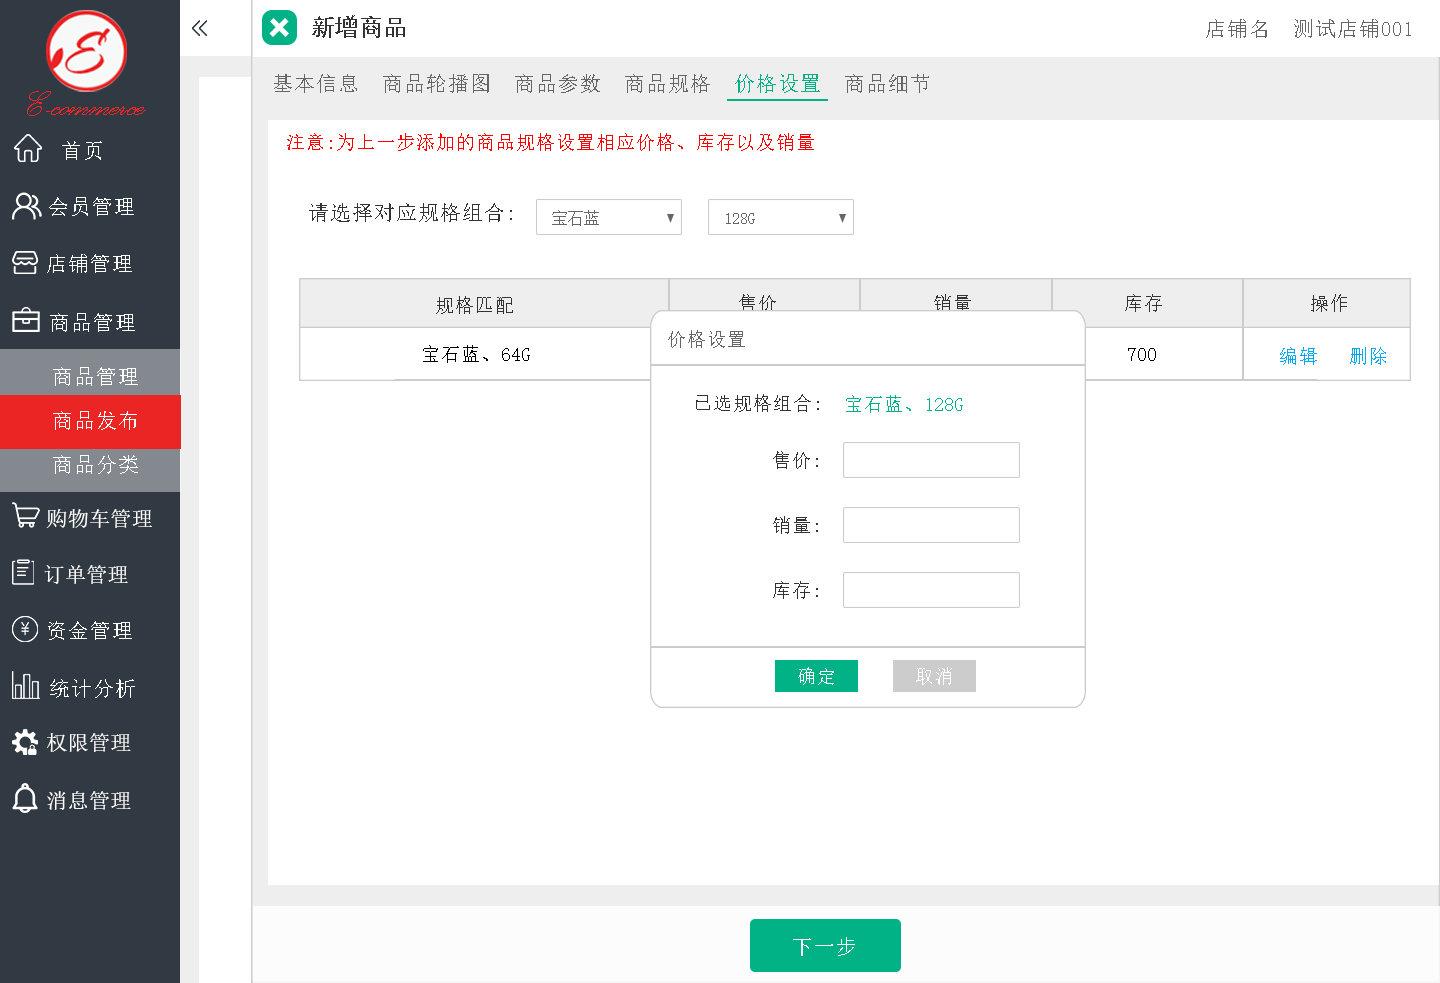 E-commerce
首页
会员管理
店铺管理
商品管理
商品管理
商品发布
商品分类
购物车管理
订单管理
资金管理
统计分析
权限管理
消息管理
新增商品
店铺名 测试店铺001
基本信息 商品轮播图 商品参数 商品规格 价格设置 商品细节
注意:为上一步添加的商品规格设置相应价格、库存以及销量
请选择对应规格组合: 宝石蓝 128G
规格匹配 售价 销量 库存 操作
宝石蓝、64G 700 编辑 删除
价格设置
已选规格组合: 宝石蓝、128G
售价:
销量:
库存:
确定 取消
下一步